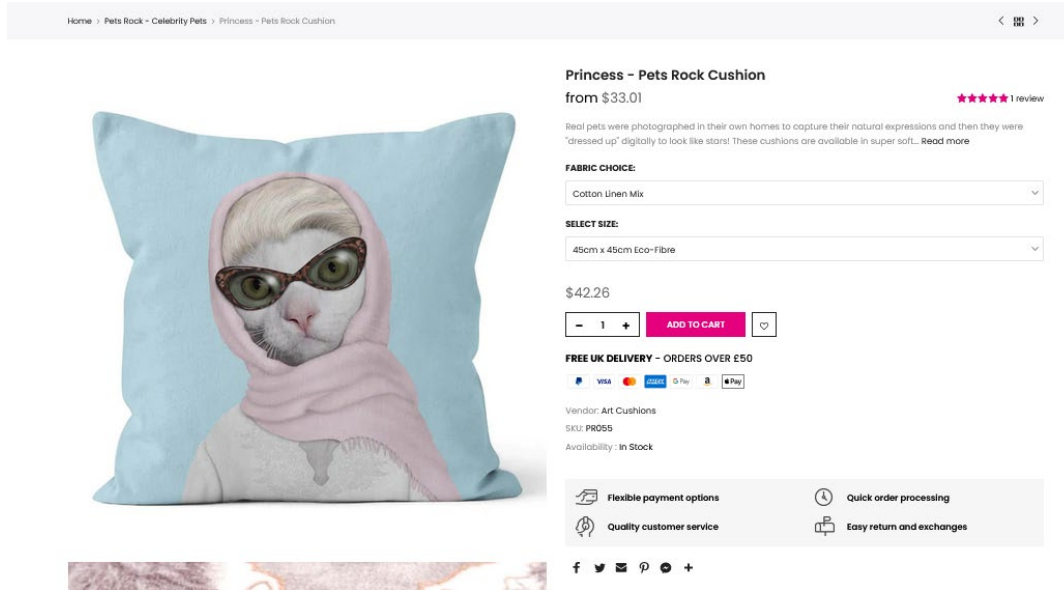 Home > Pets Rock - Celebrity Pets > Princess - Pets Rock Cushion
Princess - Pets Rock Cushion
from $33.01
1 review
Real pets were photographed in their own homes to capture their natural expressions and then they were
"dressed up" digitally to look like stars! These cushions are available in super soft... Read more
FABRIC CHOICE:
Cotton Linen Mix
SELECT SIZE:
45cm x 45cm Eco-Fibre
$42.26
- 1 +
ADD TO CART
FREE UK DELIVERY - ORDERS OVER £50
VISA
G Pay
a
Pay
Vendor: Art Cushions
SKU: PR055
Availability : In Stock
Flexible payment options
Quick order processing
Quality customer service
Easy return and exchanges